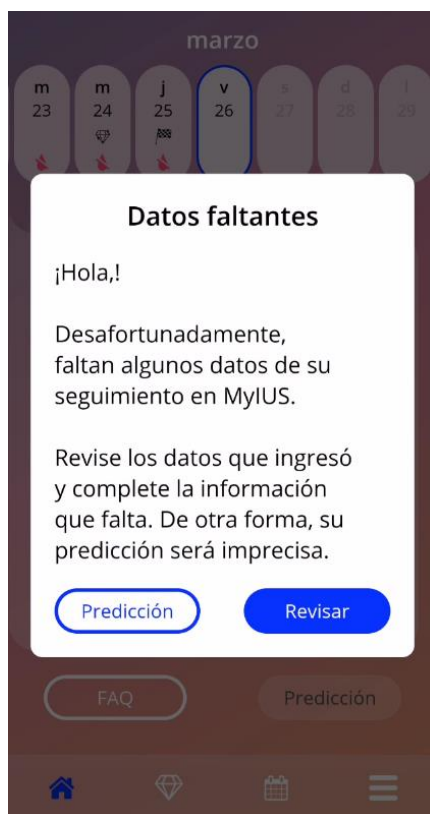 marzo
m m j v s d l
23 24 25 26 27 28 29
Datos faltantes
¡Hola,!
Desafortunadamente,
faltan algunos datos de su
seguimiento en MyIUS.
Revise los datos que ingresó
y complete la información
que falta. De otra forma, su
predicción será imprecisa.
Predicción Revisar
FAQ Predicción